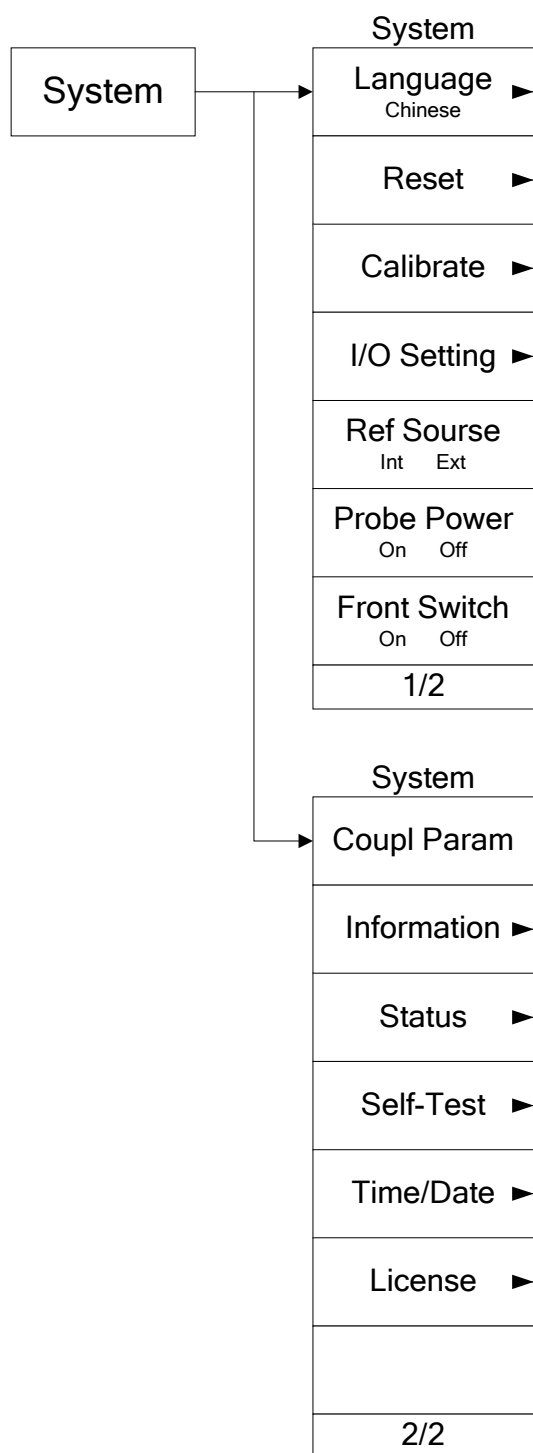 System
System
Language
Chinese
Reset
Calibrate
I/O Setting
Ref Sourse
Int Ext
Probe Power
On Off
Front Switch
On Off
1/2
System
Coupl Param
Information
Status
Self-Test
Time/Date
License
2/2